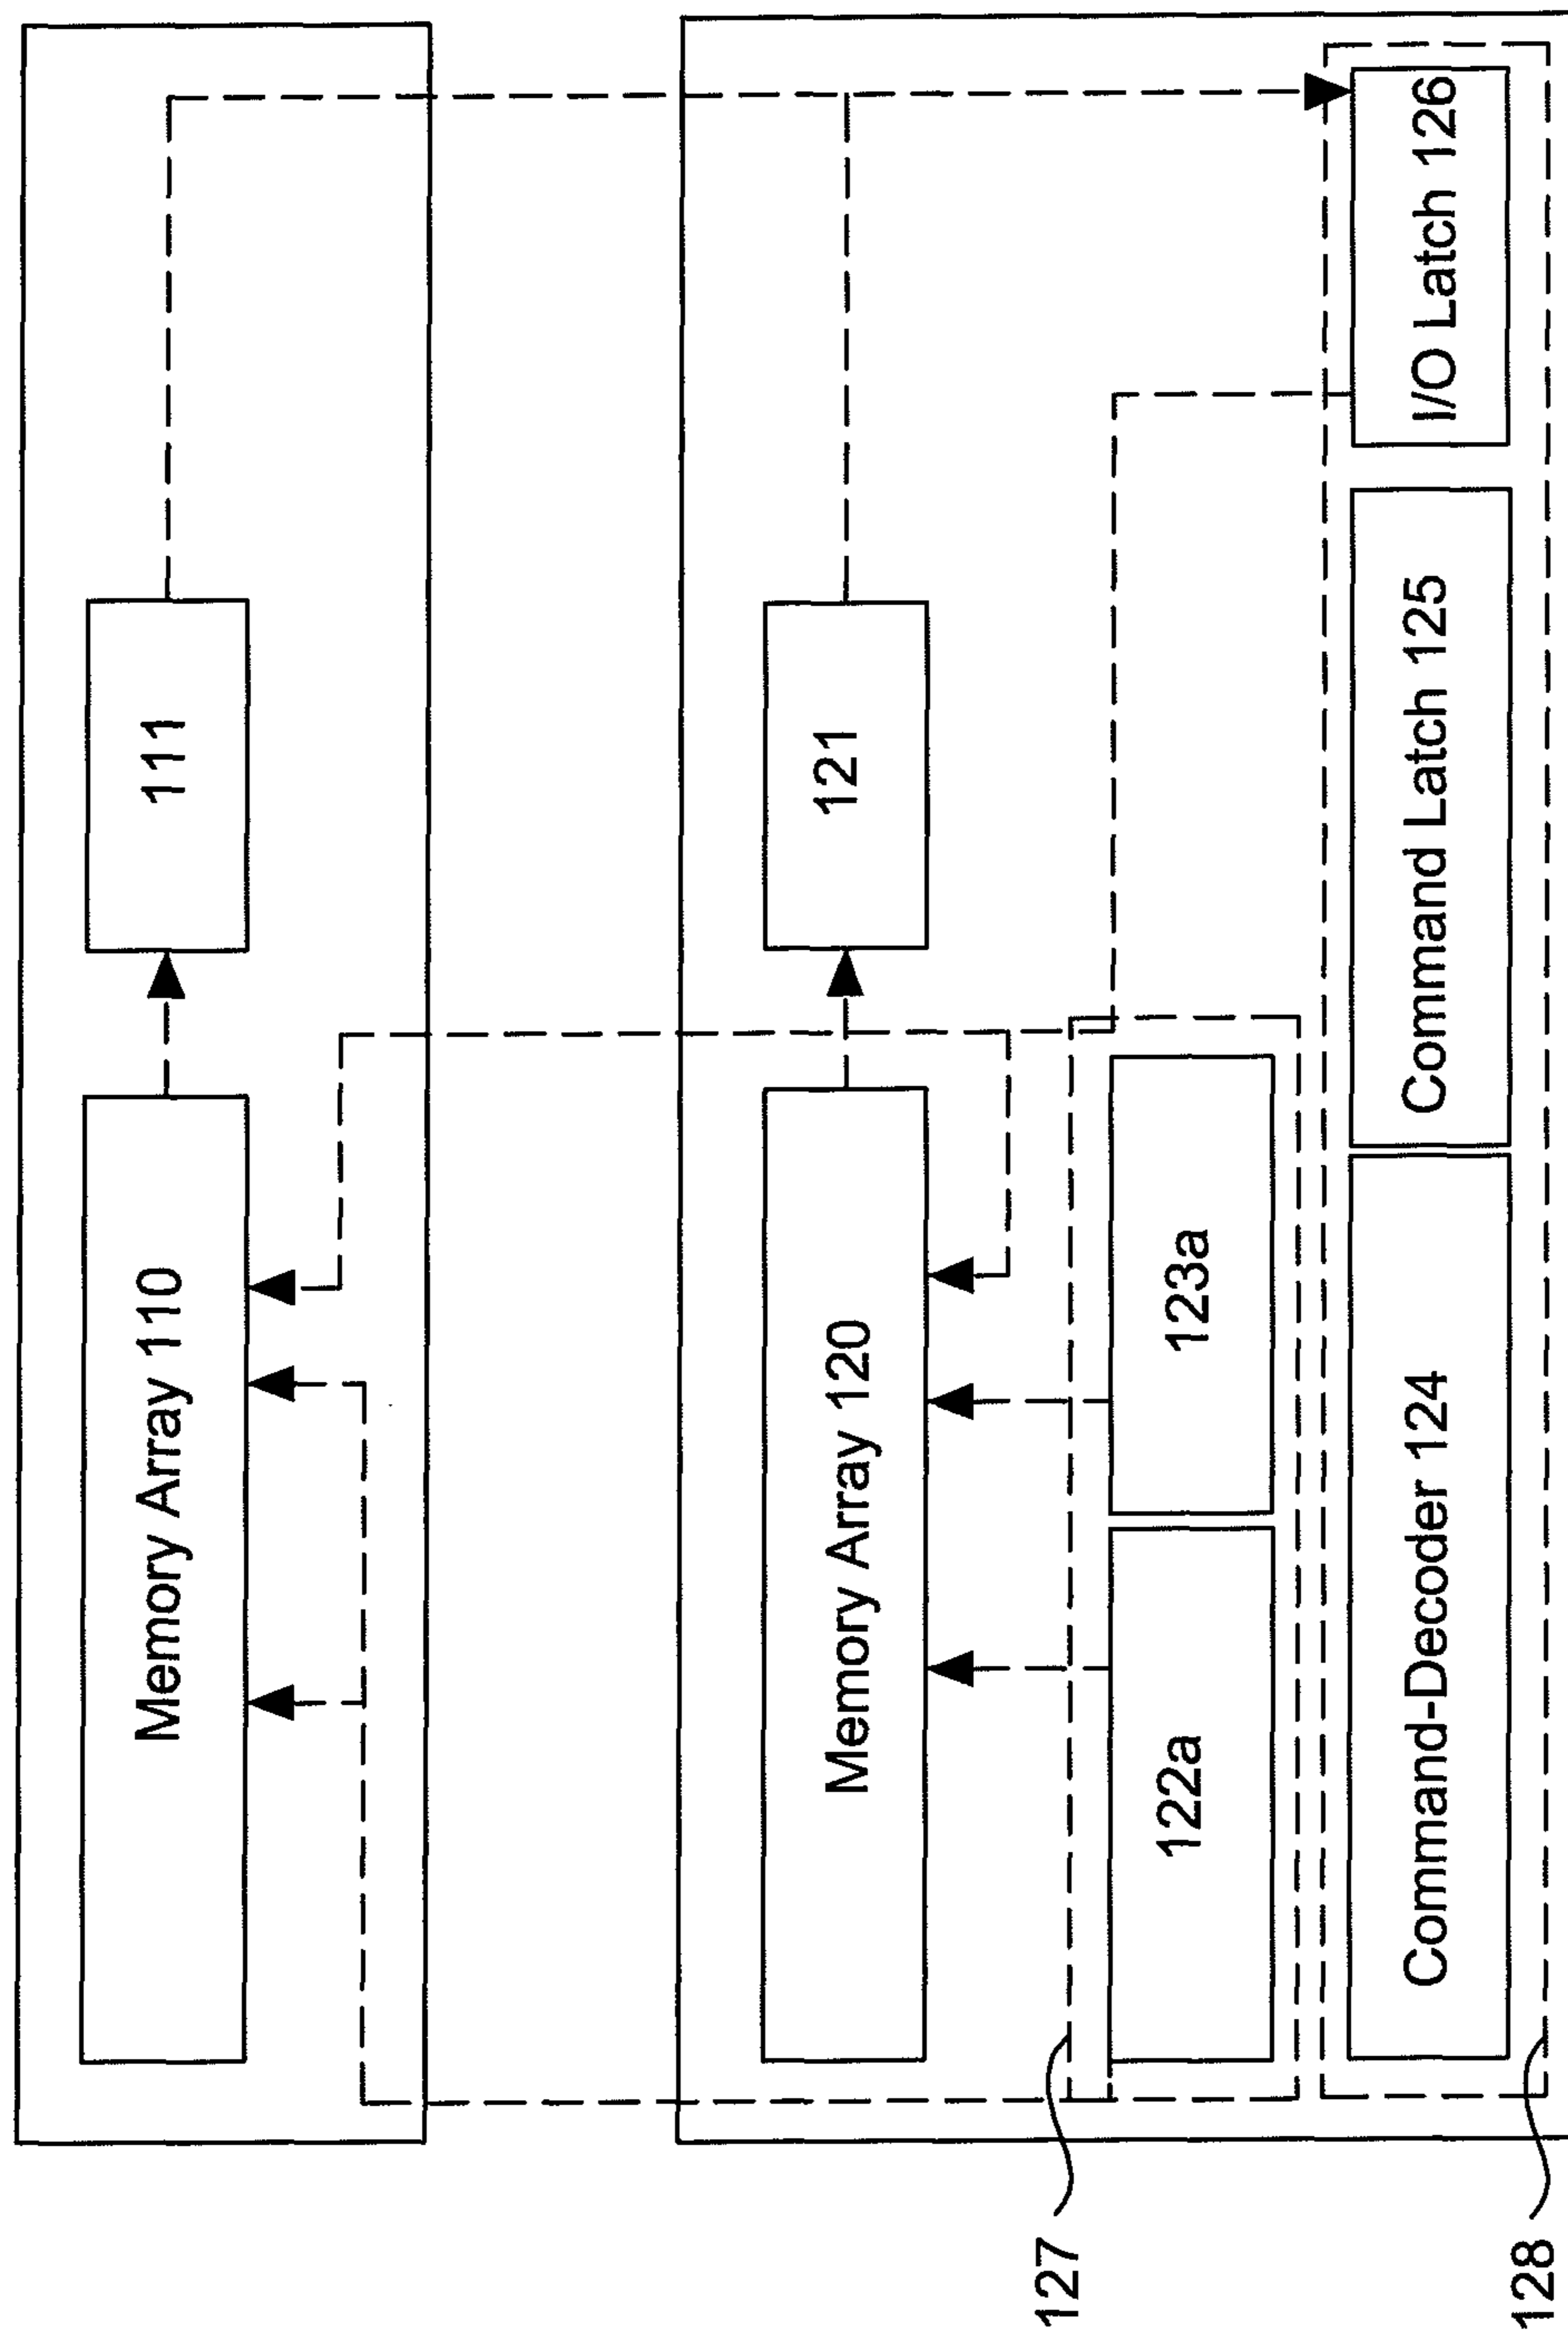 Memory Array 110
111
Memory Array 120
121
127
122a
123a
128
Command-Decoder 124
Command Latch 125
I/O Latch 126